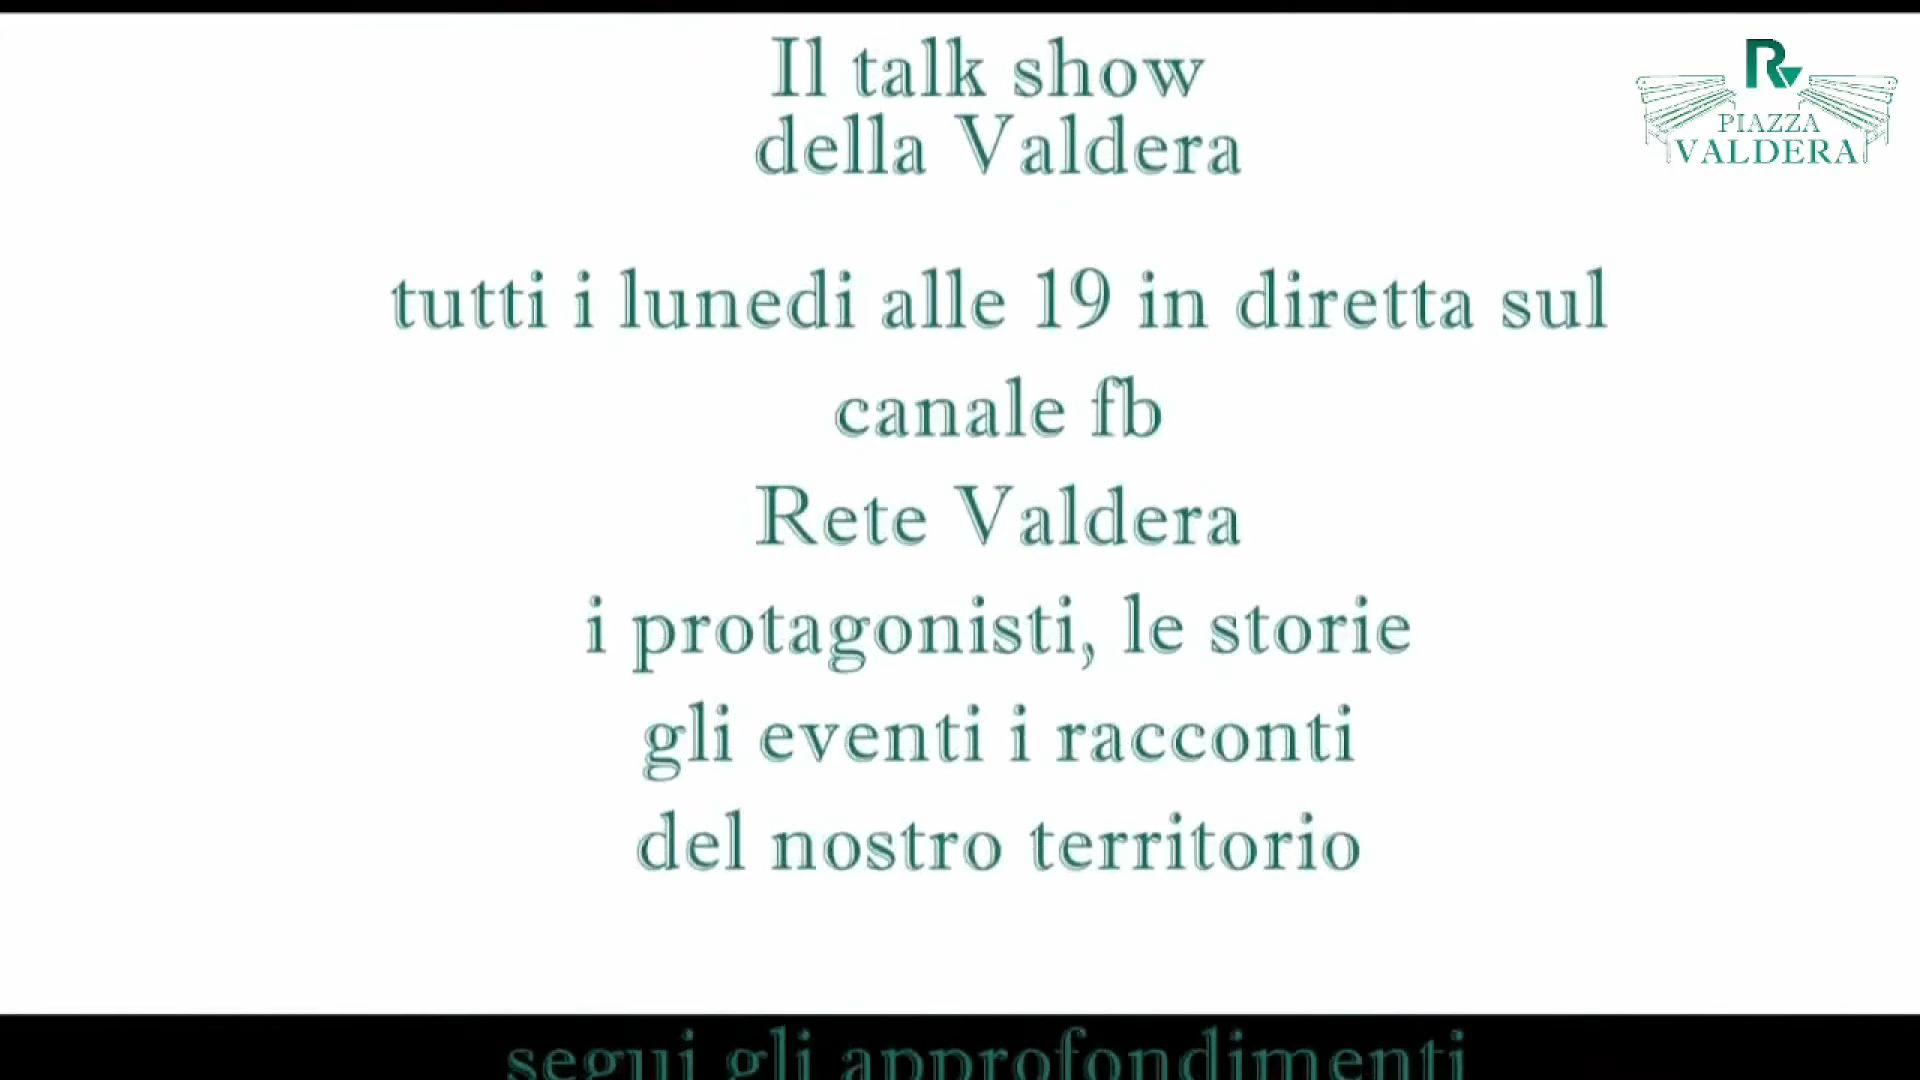 Il talk show
della Valdera
R
PIAZZA
VALDERA
tutti i lunedi alle 19 in diretta sul
canale fb
Rete Valdera
i protagonisti, le storie
gli eventi i racconti
del nostro territorio
segui gli approfondimenti